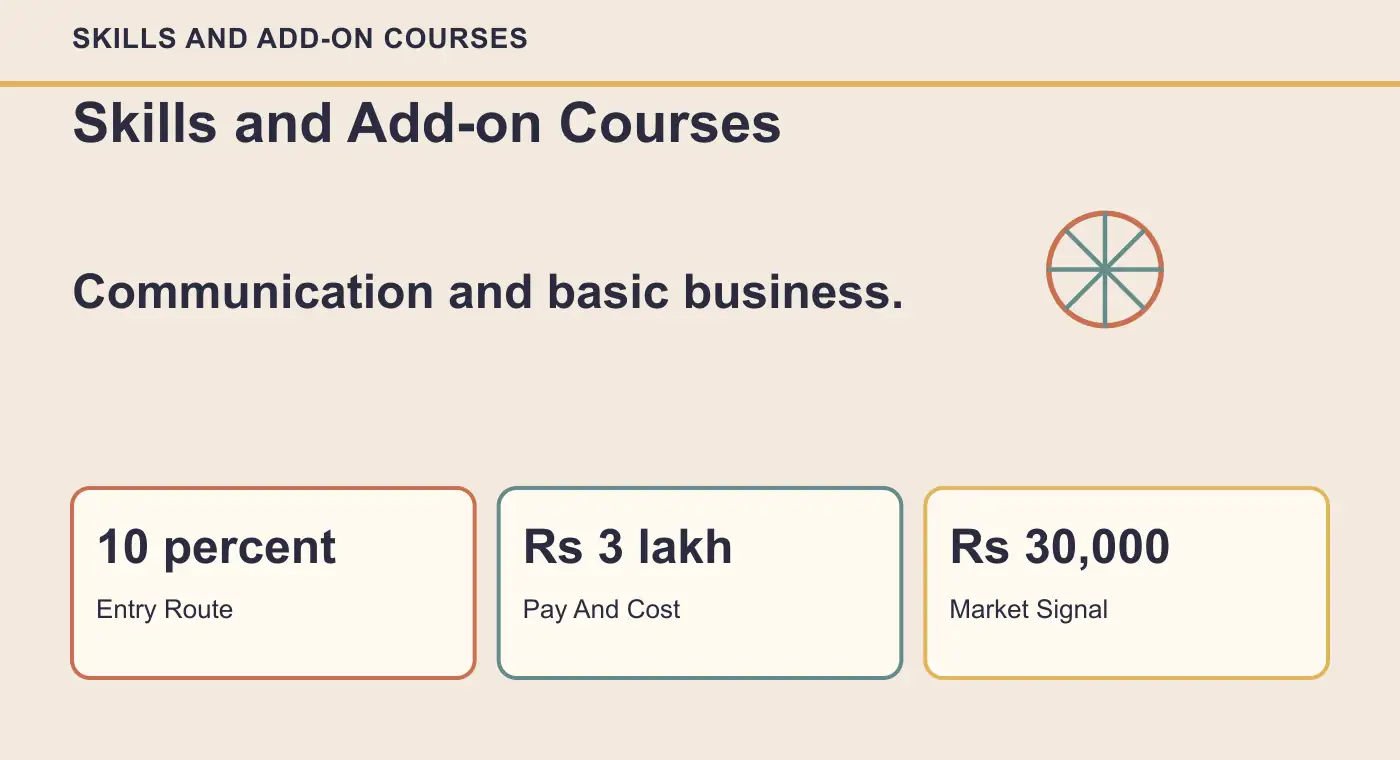 SKILLS AND ADD-ON COURSES
Skills and Add-on Courses
Communication and basic business.
10 percent
Entry Route
Rs 3 lakh
Pay And Cost
Rs 30,000
Market Signal